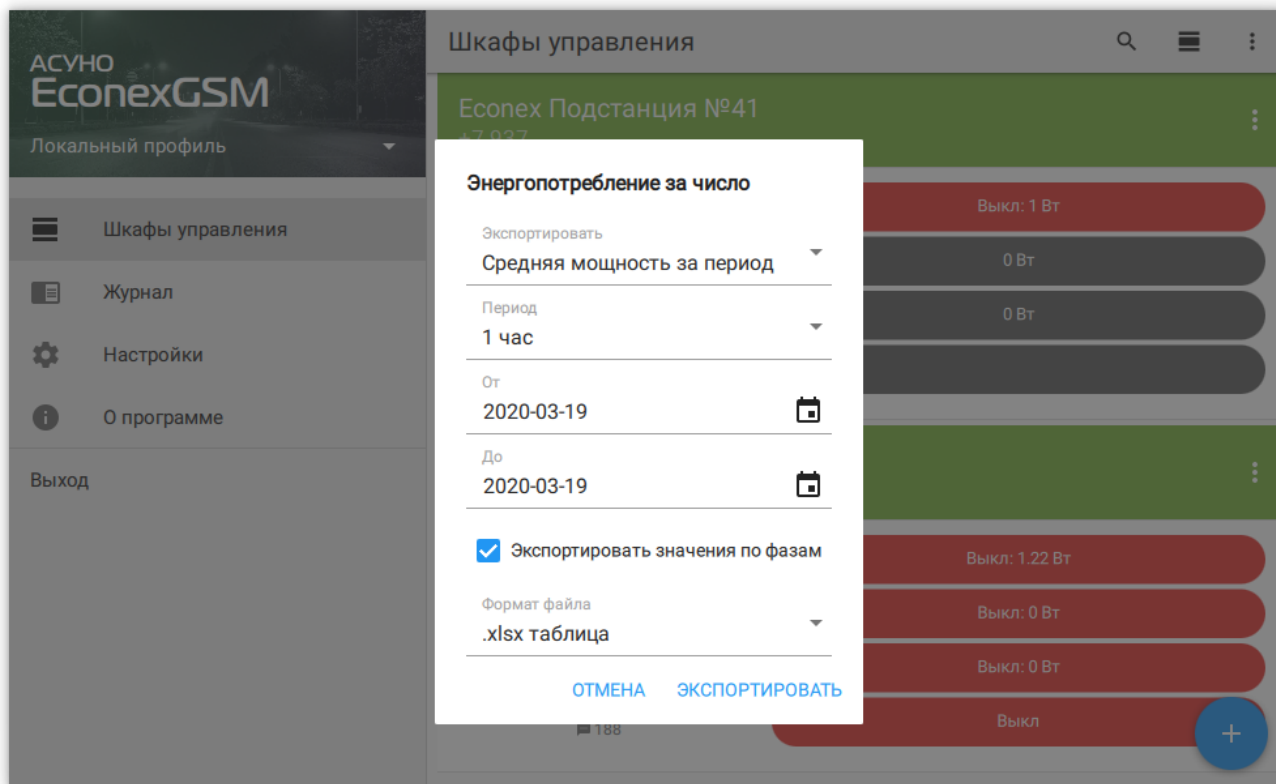 АСУНО
EconexGSM
Локальный профиль
Шкафы управления
Журнал
Настройки
О программе
Выход
Шкафы управления
Econex Подстанция №41
+7 937
Выкл: 1 Вт
0 Вт
0 Вт
Энергопотребление за число
Экспортировать
Средняя мощность за период
Период
1 час
От
2020-03-19
До
2020-03-19
Экспортировать значения по фазам
Формат файла
.xlsx таблица
ОТМЕНА ЭКСПОРТИРОВАТЬ
Выкл: 1.22 Вт
Выкл: 0 Вт
Выкл: 0 Вт
Выкл
188